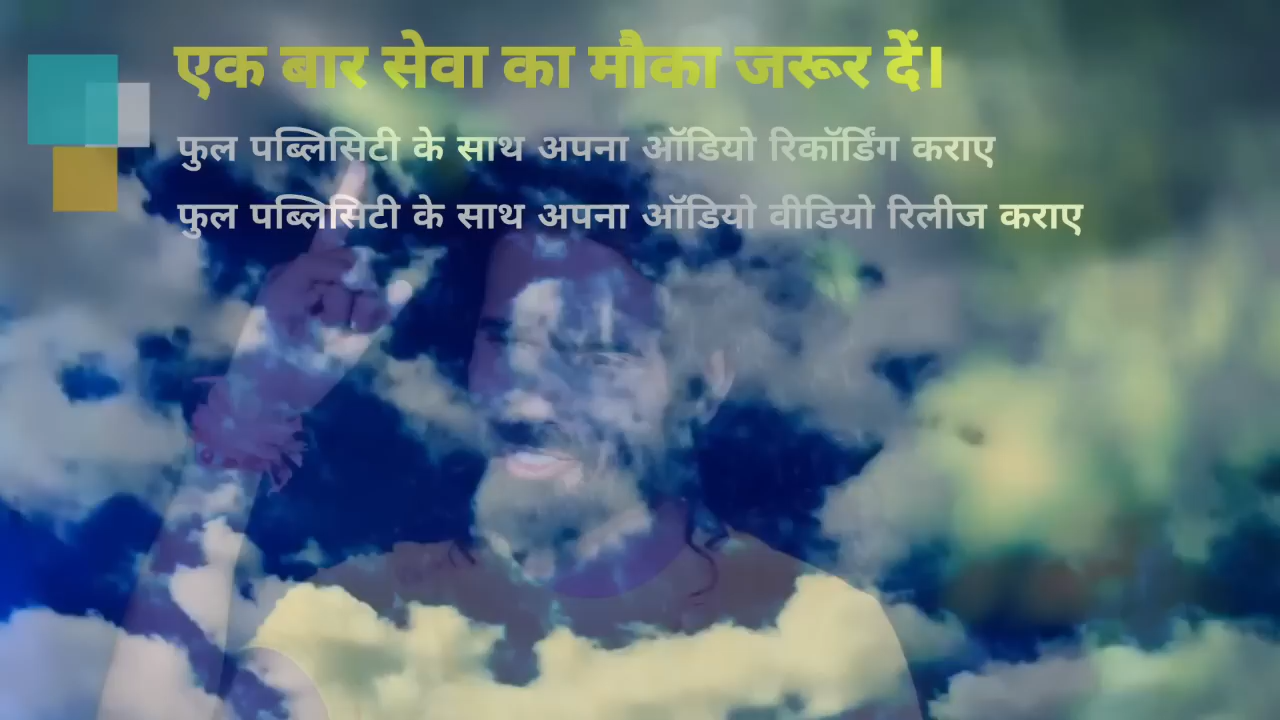 एक बार सेवा का मौका जरूर दें।
फुल पब्लिसिटी के साथ अपना ऑडियो रिकॉर्डिंग कराए
फुल पब्लिसिटी के साथ अपना ऑडियो वीडियो रिलीज कराए